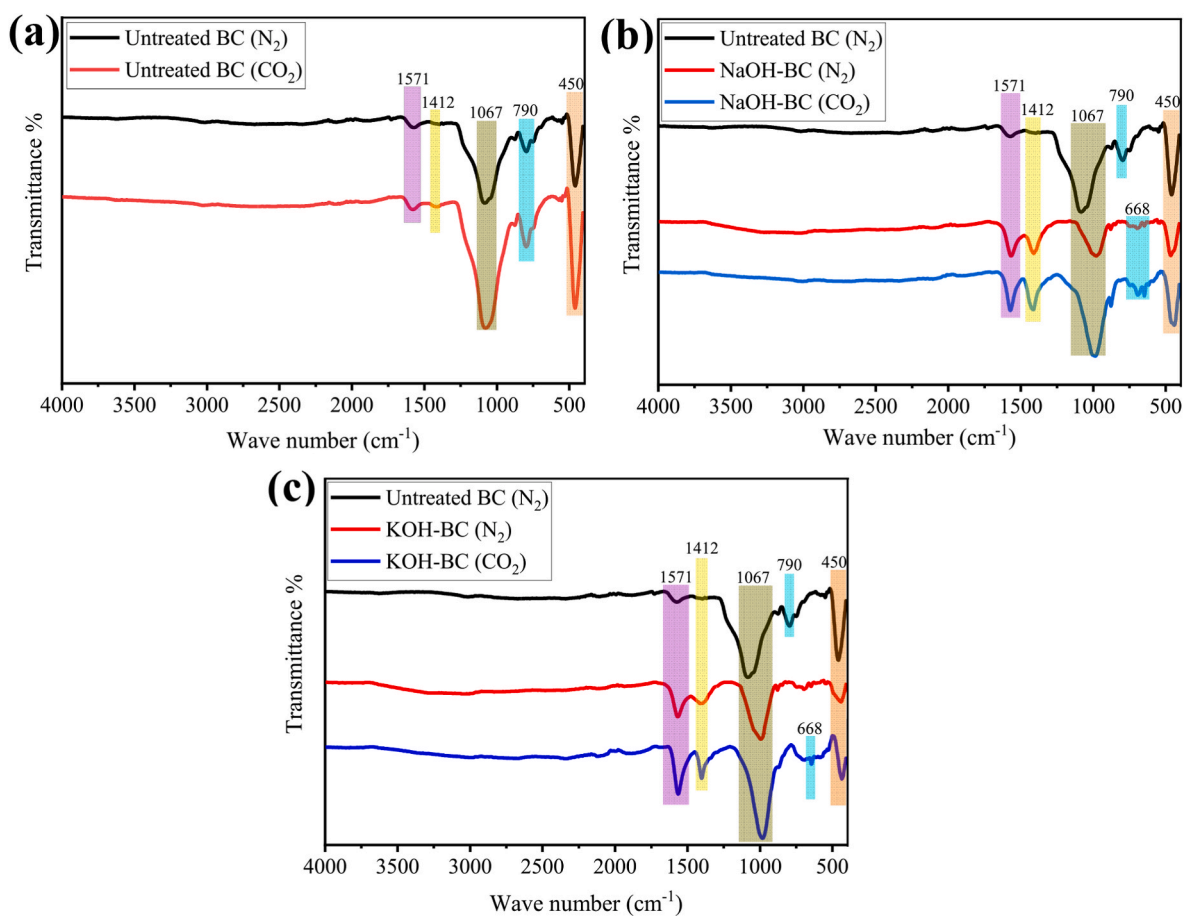 (a)
Untreated BC (N₂)
Untreated BC (CO₂)
1571
1412
1067
790
450
Transmittance %
4000 3500 3000 2500 2000 1500 1000 500
Wave number (cm⁻¹)
(b)
Untreated BC (N₂)
NaOH-BC (N₂)
NaOH-BC (CO₂)
1571
1412
1067
790
450
668
Transmittance %
4000 3500 3000 2500 2000 1500 1000 500
Wave number (cm⁻¹)
(c)
Untreated BC (N₂)
KOH-BC (N₂)
KOH-BC (CO₂)
1412
1571
1067
790
450
668
Transmittance %
4000 3500 3000 2500 2000 1500 1000 500
Wave number (cm⁻¹)